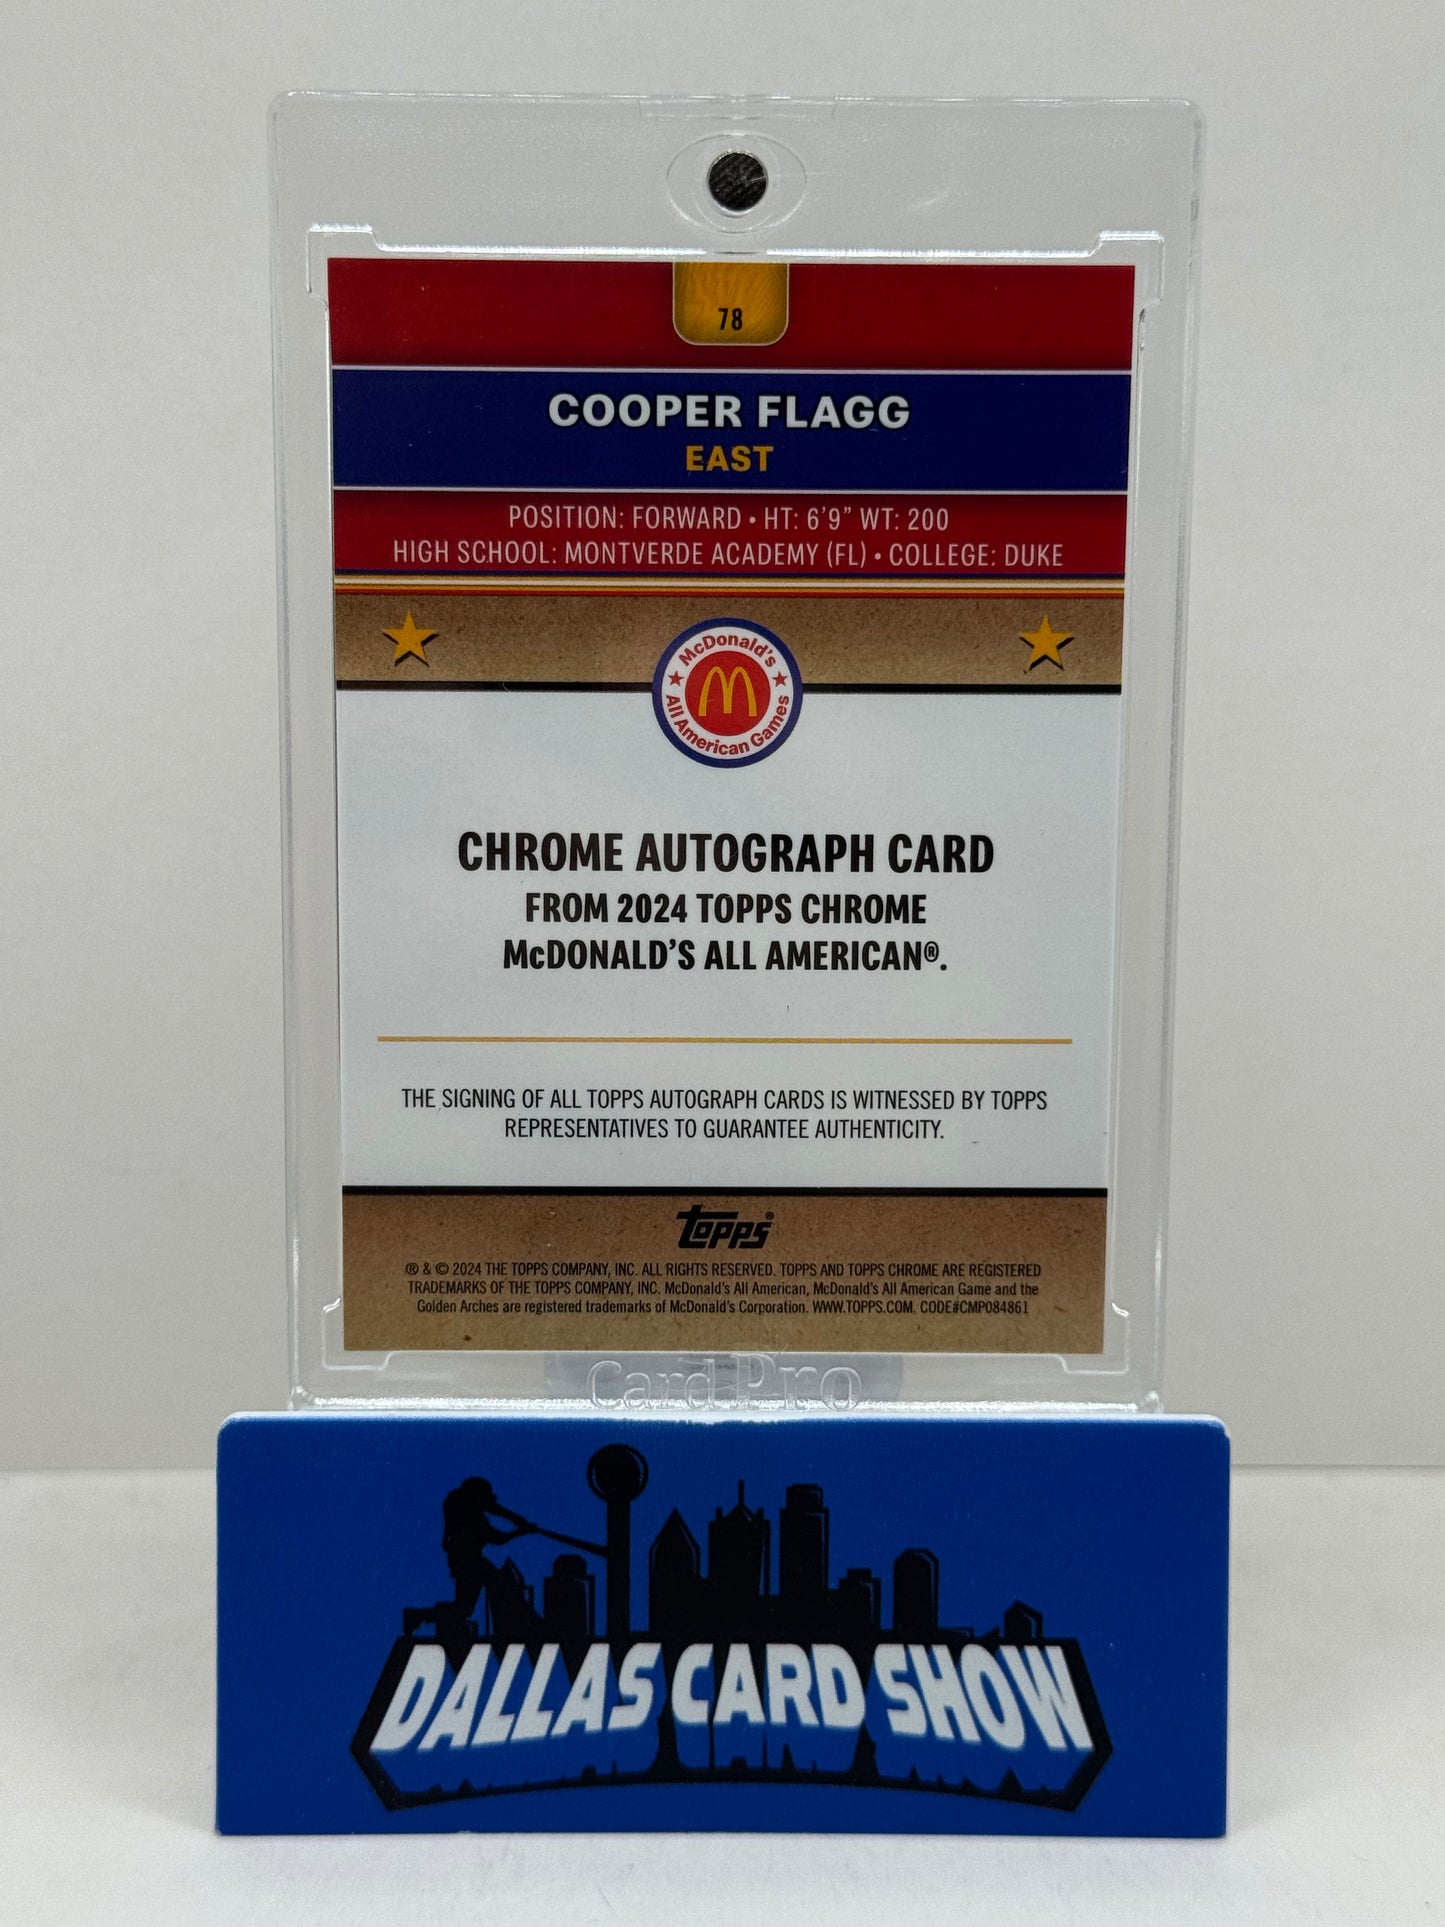 78
COOPER FLAGG
EAST
POSITION: FORWARD • HT: 6'9" WT: 200
HIGH SCHOOL: MONTVERDE ACADEMY (FL) • COLLEGE: DUKE
McDonald's
All American Games
CHROME AUTOGRAPH CARD
FROM 2024 TOPPS CHROME
McDONALD'S ALL AMERICAN®.
THE SIGNING OF ALL TOPPS AUTOGRAPH CARDS IS WITNESSED BY TOPPS
REPRESENTATIVES TO GUARANTEE AUTHENTICITY.
topps®
® & © 2024 THE TOPPS COMPANY, INC. ALL RIGHTS RESERVED. TOPPS AND TOPPS CHROME ARE REGISTERED
TRADEMARKS OF THE TOPPS COMPANY, INC. McDonald's All American, McDonald's All American Game and the
Golden Arches are registered trademarks of McDonald's Corporation. WWW.TOPPS.COM. CODE#CMP084861
Card Pro
DALLAS CARD SHOW